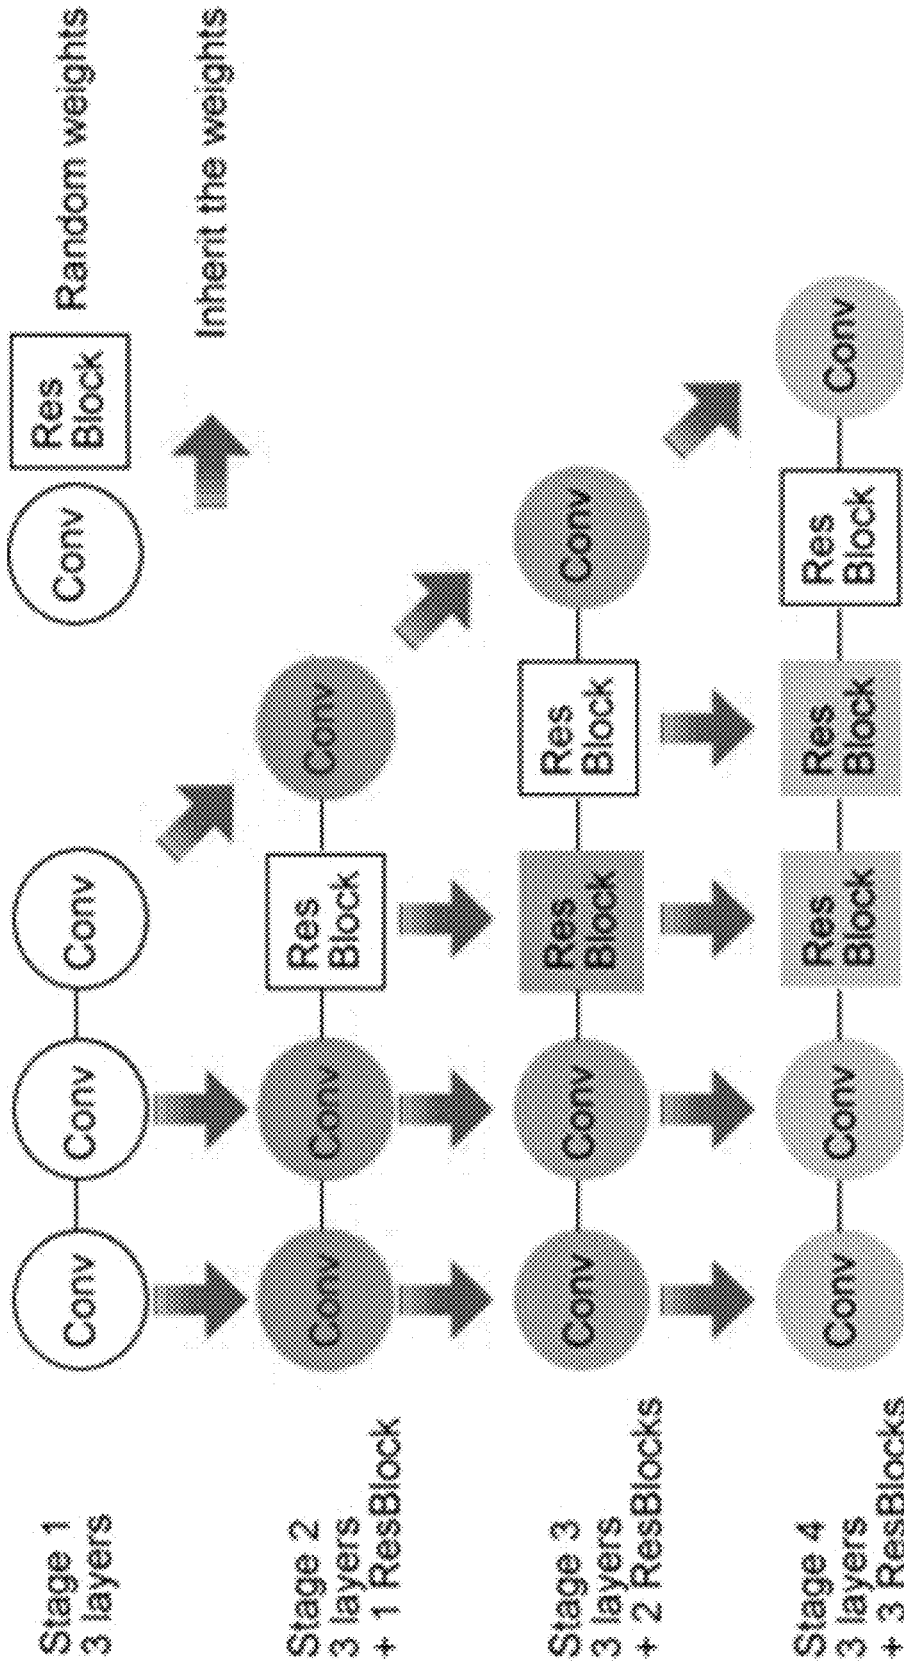 Stage 1
3 layers
Conv
Conv
Conv
Conv
Res
Block
Random weights
Inherit the weights
Stage 2
3 layers
+ 1 ResBlock
Conv
Conv
Res
Block
Conv
Stage 3
3 layers
+ 2 ResBlocks
Conv
Conv
Res
Block
Res
Block
Conv
Stage 4
3 layers
+ 3 ResBlocks
Conv
Conv
Res
Block
Res
Block
Res
Block
Conv